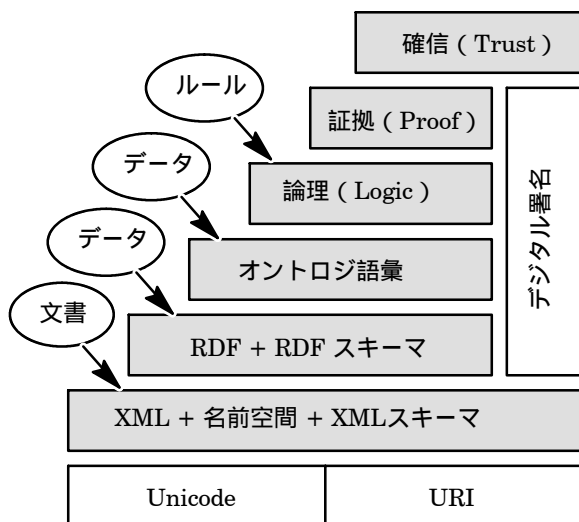 確信 ( Trust )
ルール
証拠 ( Proof )
データ
論理 ( Logic )
デジタル署名
データ
オントロジ語彙
文書
RDF + RDF スキーマ
XML + 名前空間 + XMLスキーマ
Unicode
URI